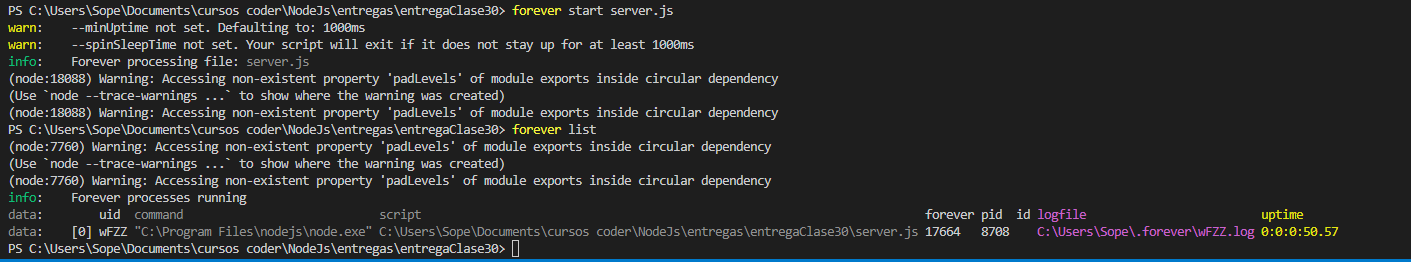 PS C:\Users\Sope\Documents\cursos coder\NodeJs\entregas\entregaClase30> forever start server.js
warn:    --minUptime not set. Defaulting to: 1000ms
warn:    --spinSleepTime not set. Your script will exit if it does not stay up for at least 1000ms
info:    Forever processing file: server.js
(node:18088) Warning: Accessing non-existent property 'padLevels' of module exports inside circular dependency
(Use `node --trace-warnings ...` to show where the warning was created)
(node:18088) Warning: Accessing non-existent property 'padLevels' of module exports inside circular dependency
PS C:\Users\Sope\Documents\cursos coder\NodeJs\entregas\entregaClase30> forever list
(node:7760) Warning: Accessing non-existent property 'padLevels' of module exports inside circular dependency
(Use `node --trace-warnings ...` to show where the warning was created)
(node:7760) Warning: Accessing non-existent property 'padLevels' of module exports inside circular dependency
info:    Forever processes running
data:        uid  command                           script                                                                         forever pid   id logfile                         uptime
data:    [0] wFZZ "C:\Program Files\nodejs\node.exe" C:\Users\Sope\Documents\cursos coder\NodeJs\entregas\entregaClase30\server.js 17664   8708     C:\Users\Sope\.forever\wFZZ.log 0:0:0:50.57
PS C:\Users\Sope\Documents\cursos coder\NodeJs\entregas\entregaClase30>